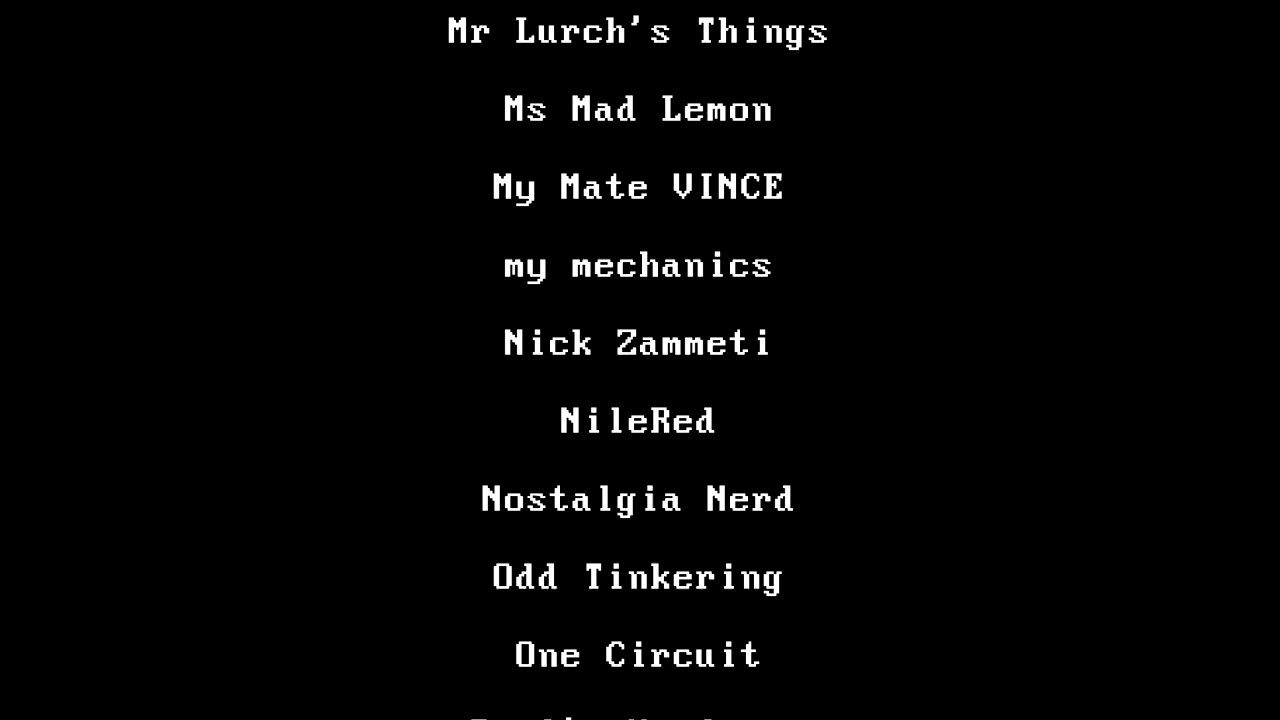 Mr Lurch's Things
Ms Mad Lemon
My Mate VINCE
my mechanics
Nick Zammeti
NileRed
Nostalgia Nerd
Odd Tinkering
One Circuit